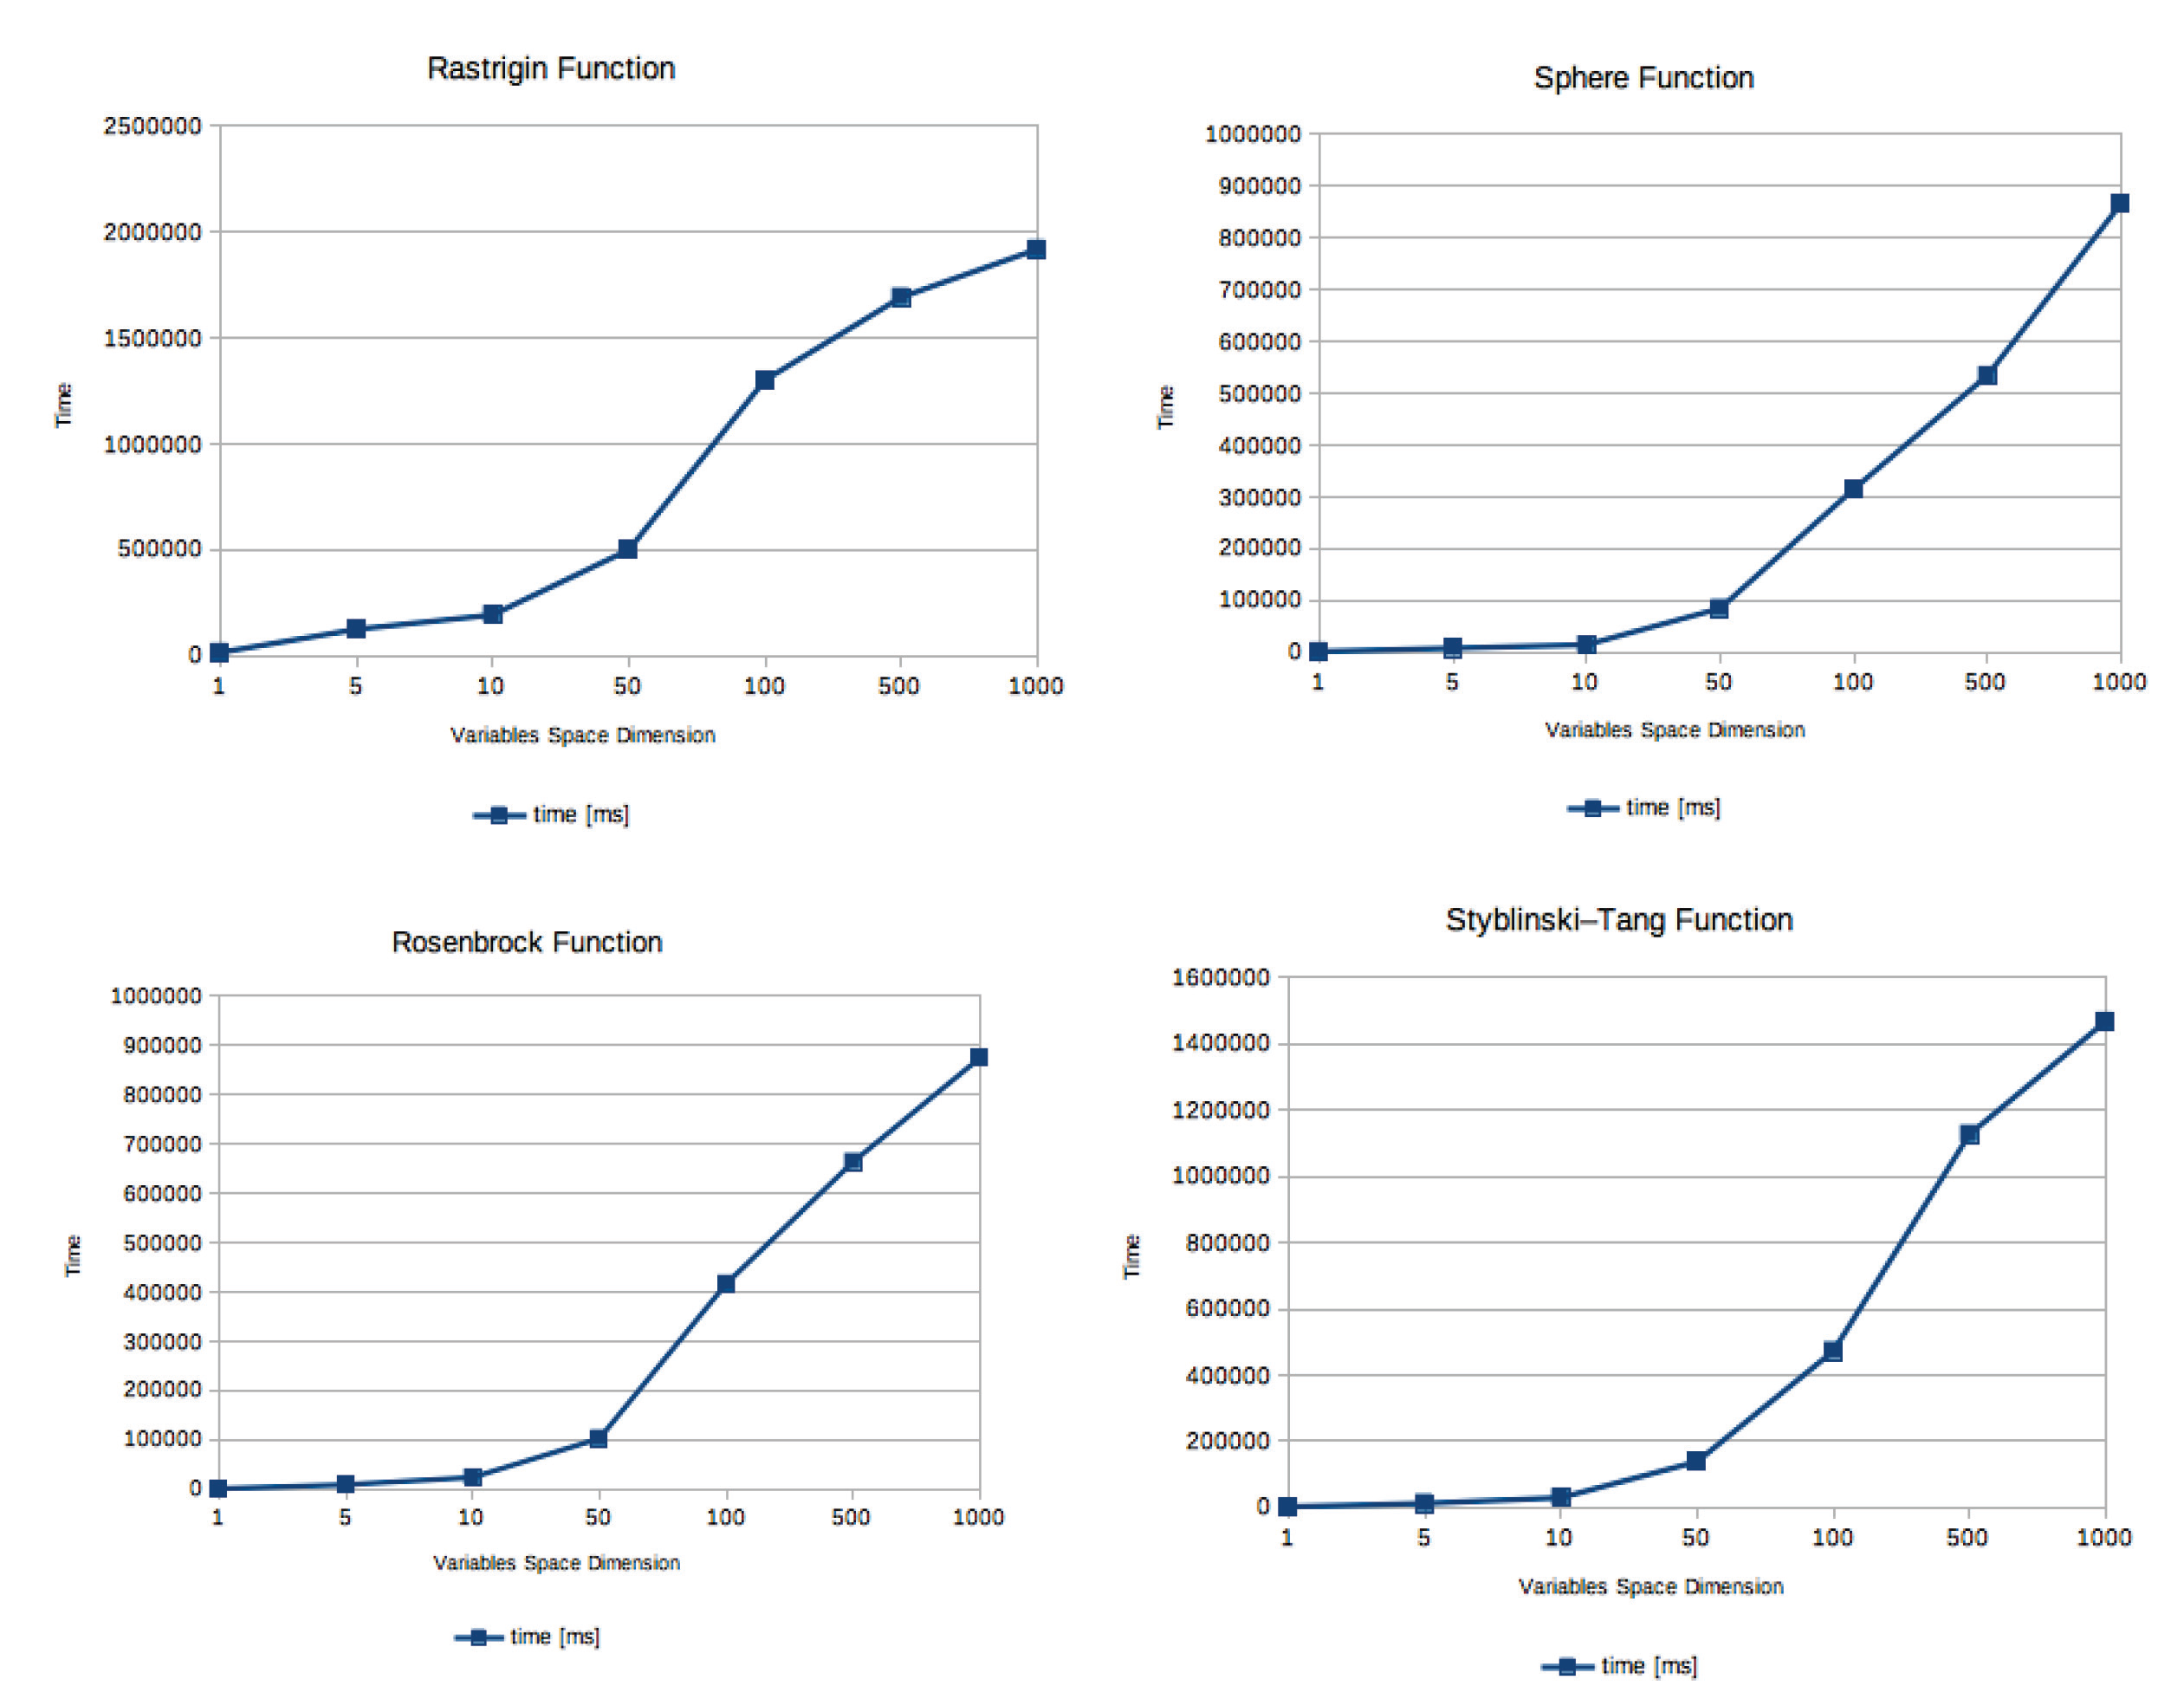 Rastrigin Function
2500000
2000000
1500000
1000000
500000
0
Time
1 5 10 50 100 500 1000
Variables Space Dimension
time [ms]
Sphere Function
1000000
900000
800000
700000
600000
500000
400000
300000
200000
100000
0
Time
1 5 10 50 100 500 1000
Variables Space Dimension
time [ms]
Rosenbrock Function
1000000
900000
800000
700000
600000
500000
400000
300000
200000
100000
0
Time
1 5 10 50 100 500 1000
Variables Space Dimension
time [ms]
Styblinski–Tang Function
1600000
1400000
1200000
1000000
800000
600000
400000
200000
0
Time
1 5 10 50 100 500 1000
Variables Space Dimension
time [ms]